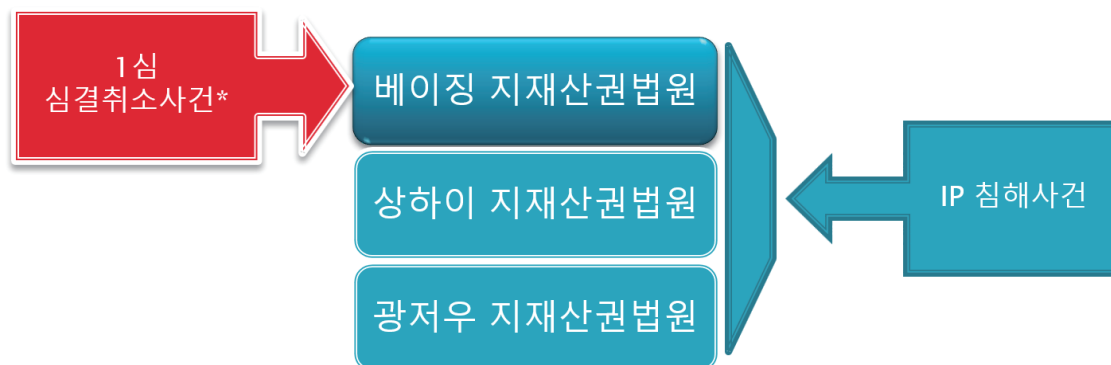 1심
심결취소사건*
베이징 지재산권법원
상하이 지재산권법원
광저우 지재산권법원
IP 침해사건